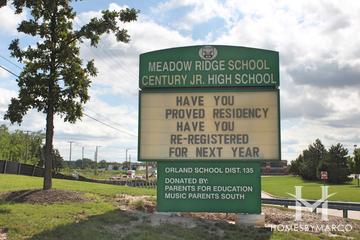 MEADOW RIDGE SCHOOL
CENTURY JR. HIGH SCHOOL
HAVE YOU
PROVED RESIDENCY
HAVE YOU
RE-REGISTERED
FOR NEXT YEAR
ORLAND SCHOOL DIST. 135
DONATED BY:
PARENTS FOR EDUCATION
MUSIC PARENTS SOUTH
HOMESBYMARCO